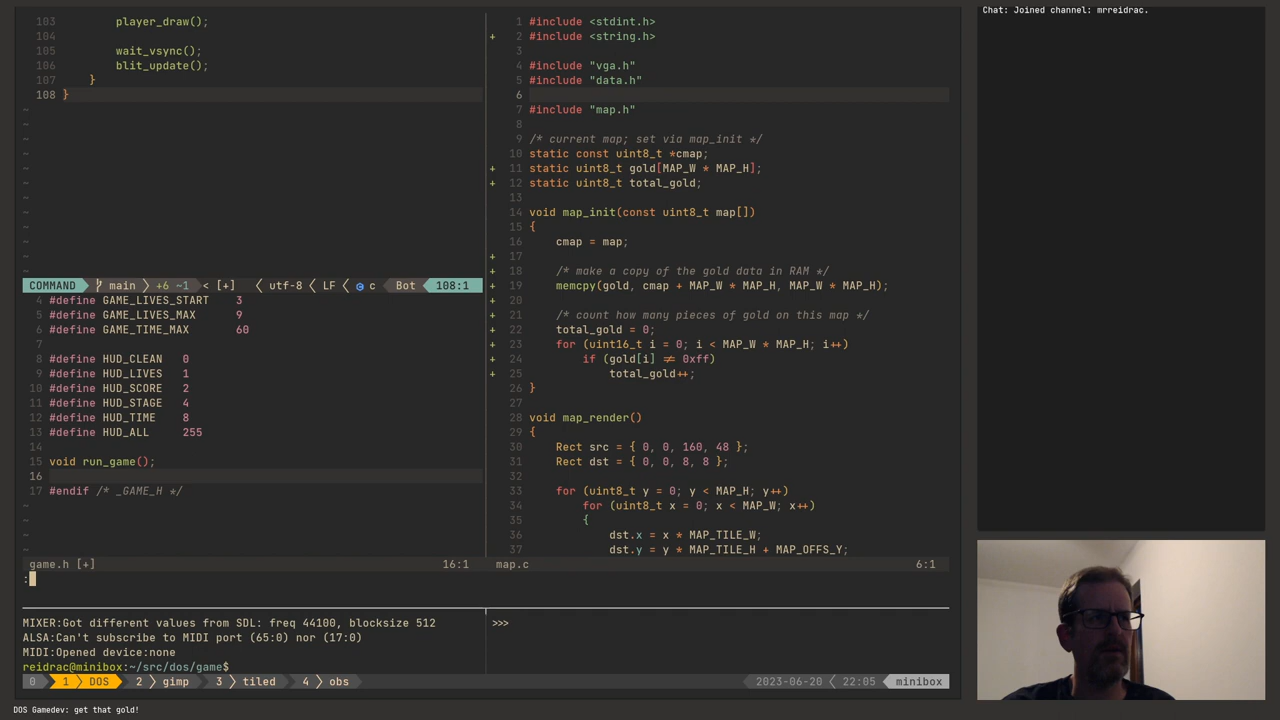 103         player_draw();
104
105         wait_vsync();
106         blit_update();
107     }
108 }
~
~
~
~
~
~
~
~
~
~
~
~
COMMAND main +6 ~1 < [+] < utf-8 < LF < c Bot 108:1
4 #define GAME_LIVES_START    3
5 #define GAME_LIVES_MAX      9
6 #define GAME_TIME_MAX       60
7
8 #define HUD_CLEAN   0
9 #define HUD_LIVES   1
10 #define HUD_SCORE   2
11 #define HUD_STAGE   4
12 #define HUD_TIME    8
13 #define HUD_ALL     255
14
15 void run_game();
16
17 #endif /* _GAME_H */
~
~
~
~
game.h [+] 16:1
:
1 #include <stdint.h>
+ 2 #include <string.h>
3
4 #include "vga.h"
5 #include "data.h"
6
7 #include "map.h"
8
9 /* current map; set via map_init */
10 static const uint8_t *cmap;
+ 11 static uint8_t gold[MAP_W * MAP_H];
+ 12 static uint8_t total_gold;
13
14 void map_init(const uint8_t map[])
15 {
16     cmap = map;
+ 17
+ 18     /* make a copy of the gold data in RAM */
+ 19     memcpy(gold, cmap + MAP_W * MAP_H, MAP_W * MAP_H);
+ 20
+ 21     /* count how many pieces of gold on this map */
+ 22     total_gold = 0;
+ 23     for (uint16_t i = 0; i < MAP_W * MAP_H; i++)
+ 24         if (gold[i] ≠ 0xff)
+ 25             total_gold++;
26 }
27
28 void map_render()
29 {
30     Rect src = { 0, 0, 160, 48 };
31     Rect dst = { 0, 0, 8, 8 };
32
33     for (uint8_t y = 0; y < MAP_H; y++)
34         for (uint8_t x = 0; x < MAP_W; x++)
35         {
36             dst.x = x * MAP_TILE_W;
37             dst.y = y * MAP_TILE_H + MAP_OFFS_Y;
map.c 6:1
MIXER:Got different values from SDL: freq 44100, blocksize 512
ALSA:Can't subscribe to MIDI port (65:0) nor (17:0)
MIDI:Opened device:none
reidrac@minibox:~/src/dos/game$
>>>
0 1 DOS 2 gimp 3 tiled 4 obs 2023-06-20 < 22:05 minibox
DOS Gamedev: get that gold!
Chat: Joined channel: mrreidrac.